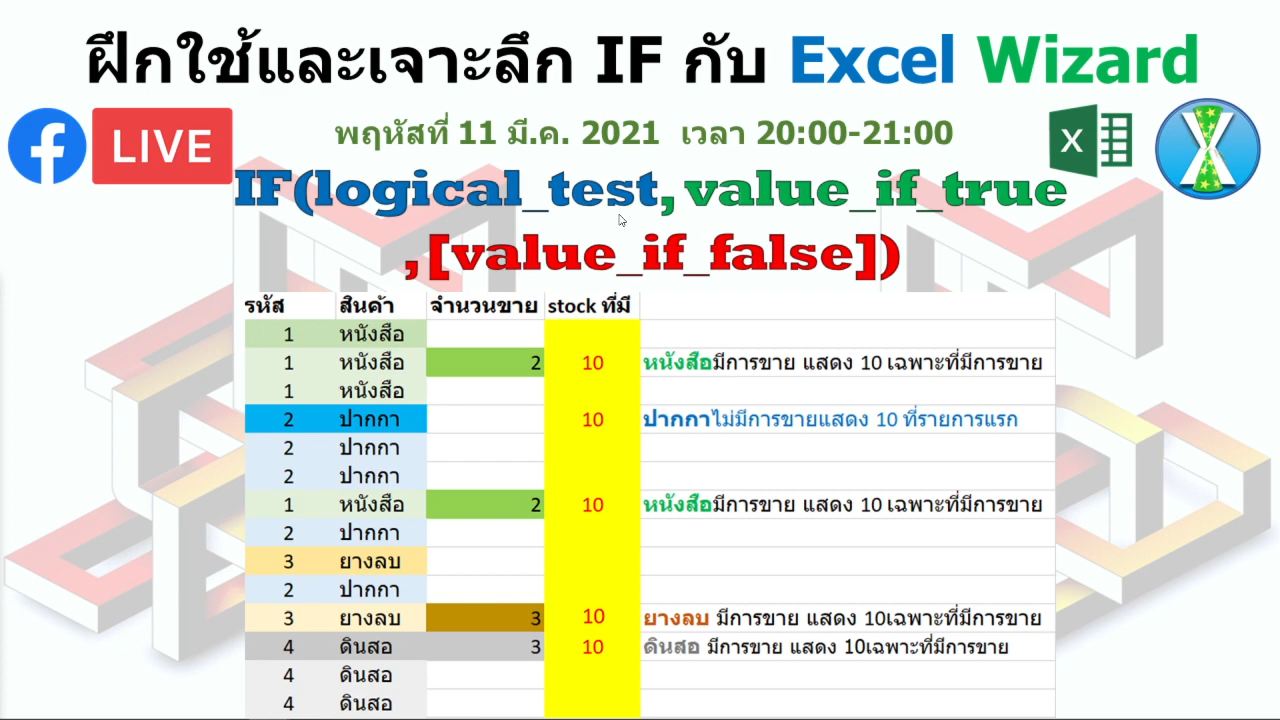 ฝึกใช้และเจาะลึก IF กับ Excel Wizard
LIVE
พฤหัสที่ 11 มี.ค. 2021 เวลา 20:00-21:00
X
X
IF(logical_test,value_if_true
,[value_if_false])
รหัส สินค้า จำนวนขาย stock ที่มี
1 หนังสือ
1 หนังสือ 2 10 หนังสือมีการขาย แสดง 10 เฉพาะที่มีการขาย
1 หนังสือ
2 ปากกา 10 ปากกาไม่มีการขายแสดง 10 ที่รายการแรก
2 ปากกา
2 ปากกา
1 หนังสือ 2 10 หนังสือมีการขาย แสดง 10 เฉพาะที่มีการขาย
2 ปากกา
3 ยางลบ
2 ปากกา
3 ยางลบ 3 10 ยางลบ มีการขาย แสดง 10เฉพาะที่มีการขาย
4 ดินสอ 3 10 ดินสอ มีการขาย แสดง 10เฉพาะที่มีการขาย
4 ดินสอ
4 ดินสอ